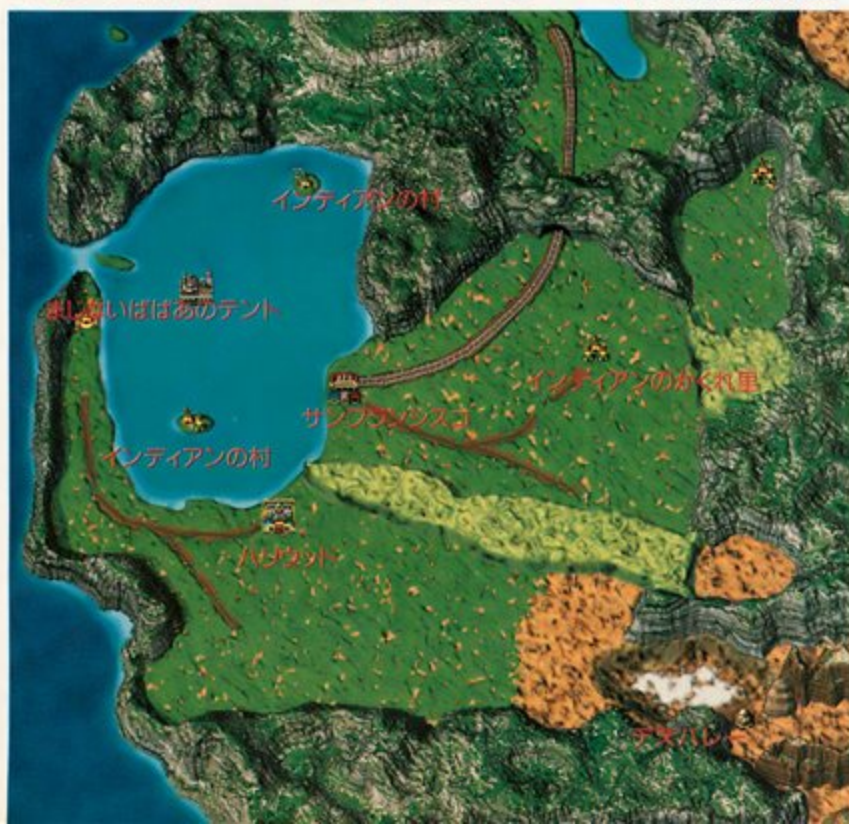 インディアンの村
まじないばばあのテント
インディアンのかくれ里
サンフランシスコ
インディアンの村
ハリウッド
デスバレー